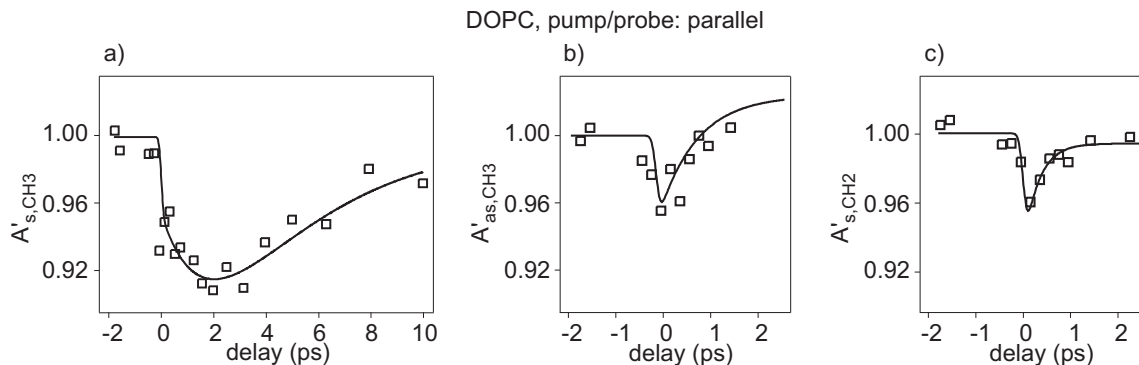 DOPC, pump/probe: parallel
a)
b)
c)
A's,CH3
1.00
0.96
0.92
-2 0 2 4 6 8 10
delay (ps)
A'as,CH3
1.00
0.96
0.92
-2 -1 0 1 2
delay (ps)
A's,CH2
1.00
0.96
0.92
-2 -1 0 1 2
delay (ps)